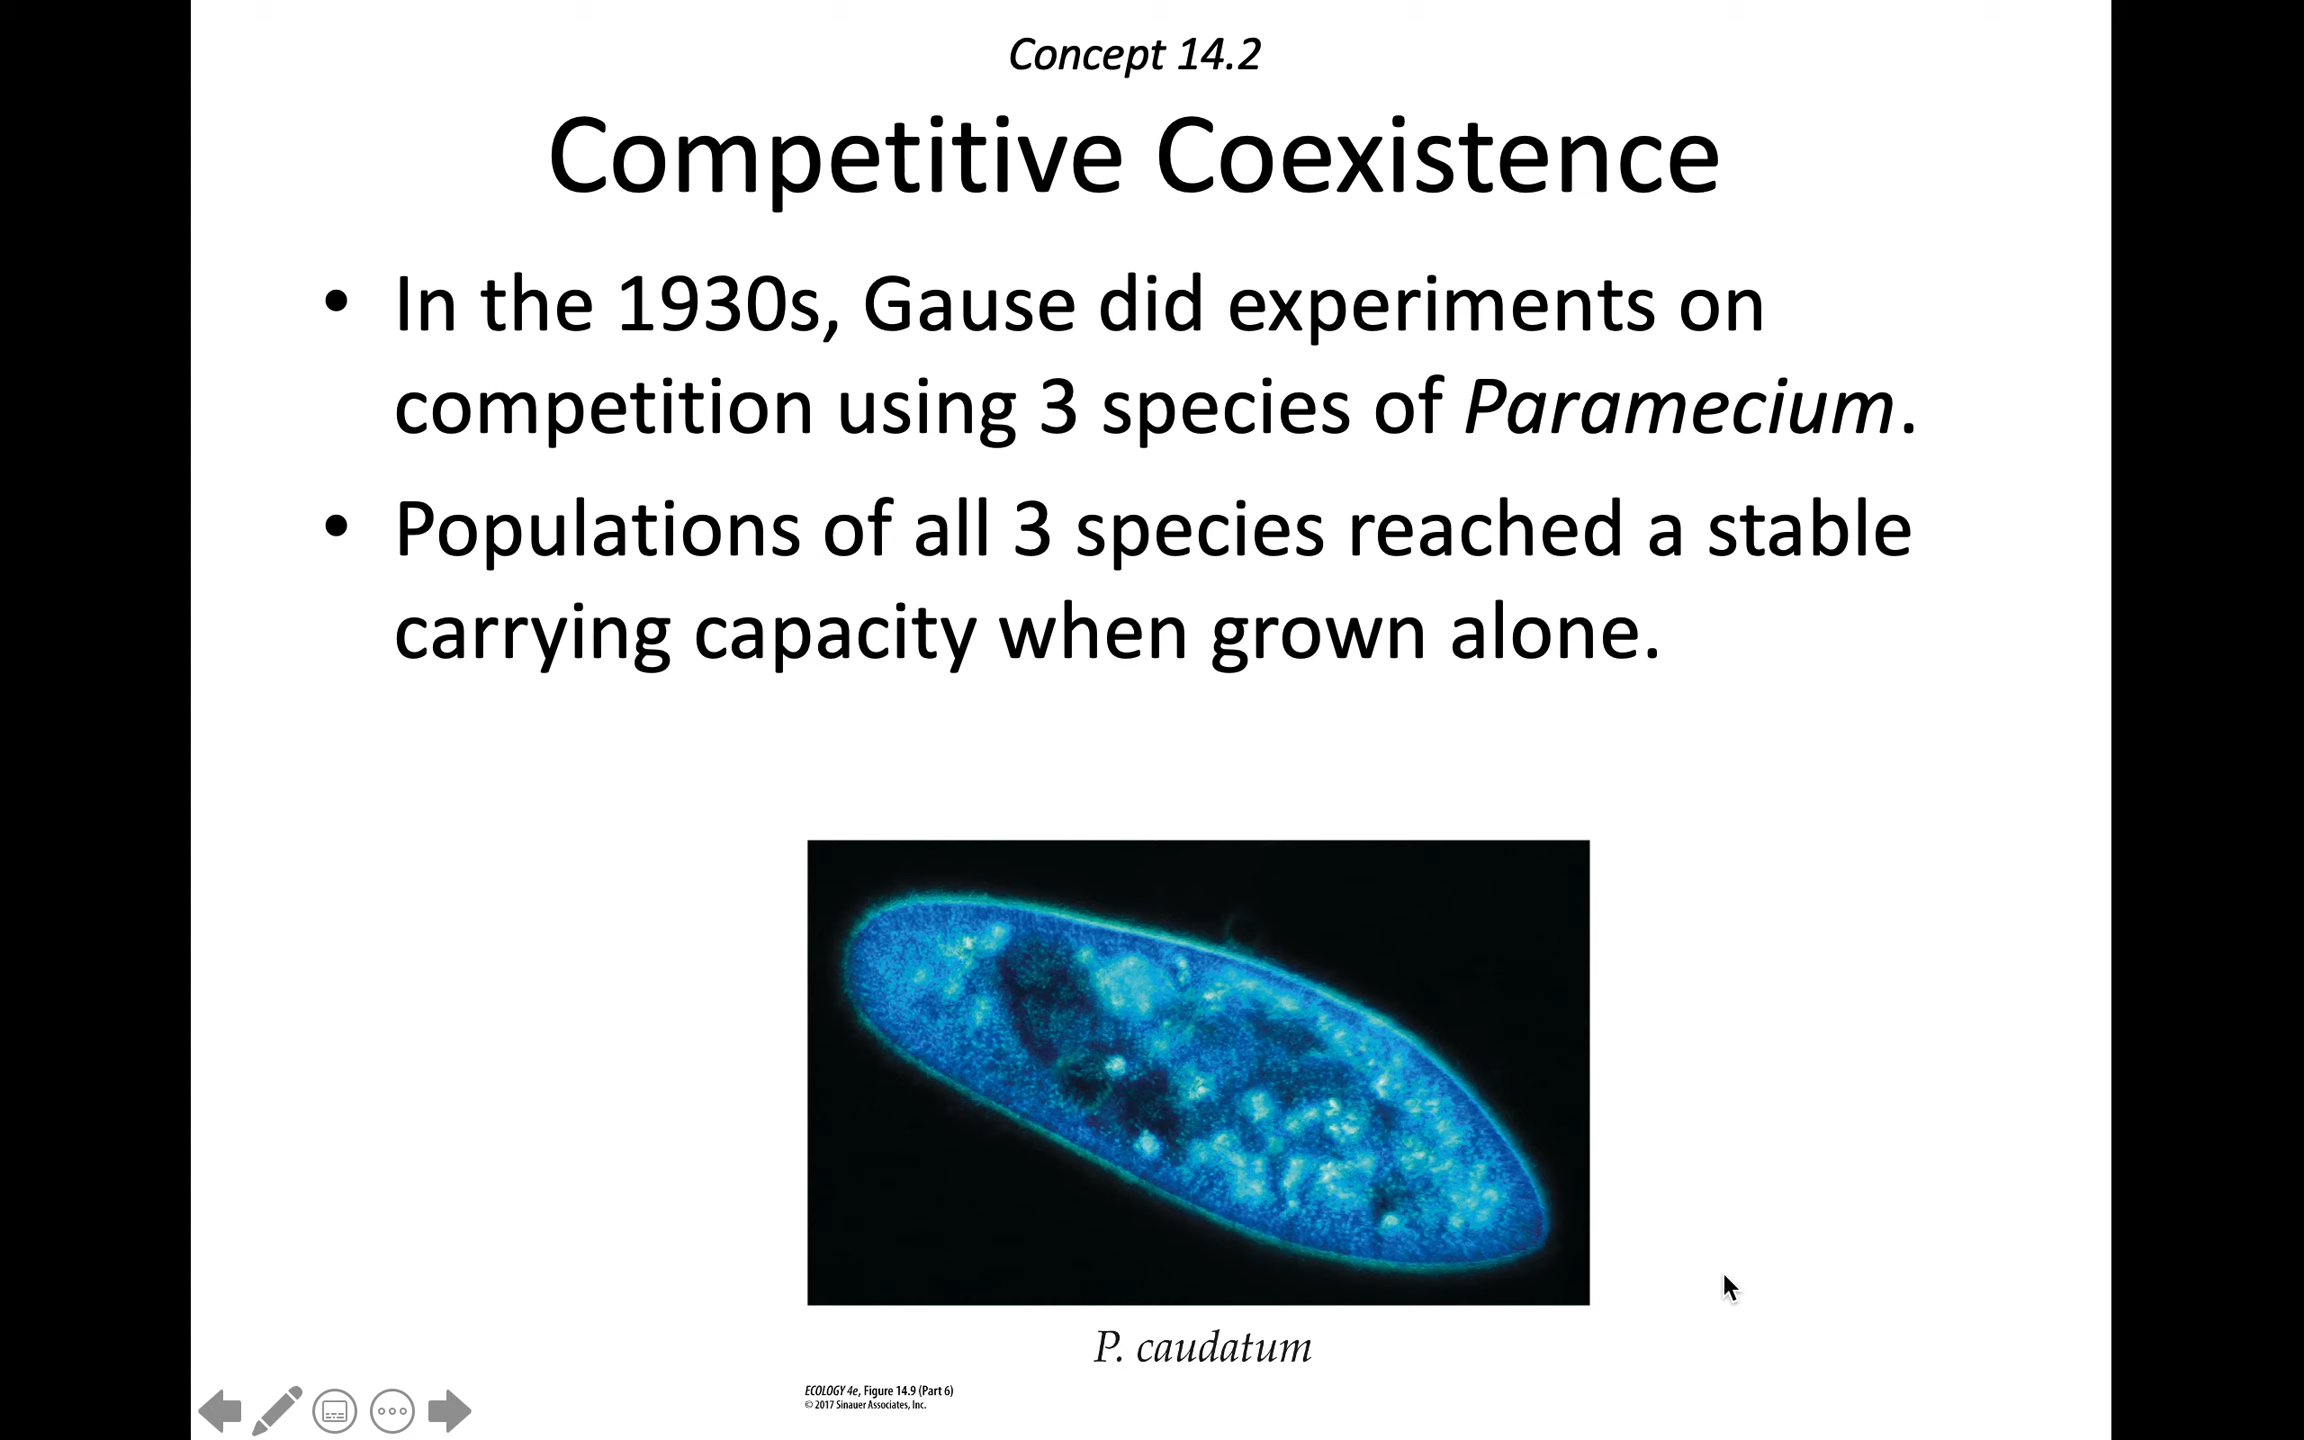 Concept 14.2
Competitive Coexistence
• In the 1930s, Gause did experiments on
competition using 3 species of Paramecium.
• Populations of all 3 species reached a stable
carrying capacity when grown alone.
P. caudatum
ECOLOGY 4e, Figure 14.9 (Part 6)
© 2017 Sinauer Associates, Inc.